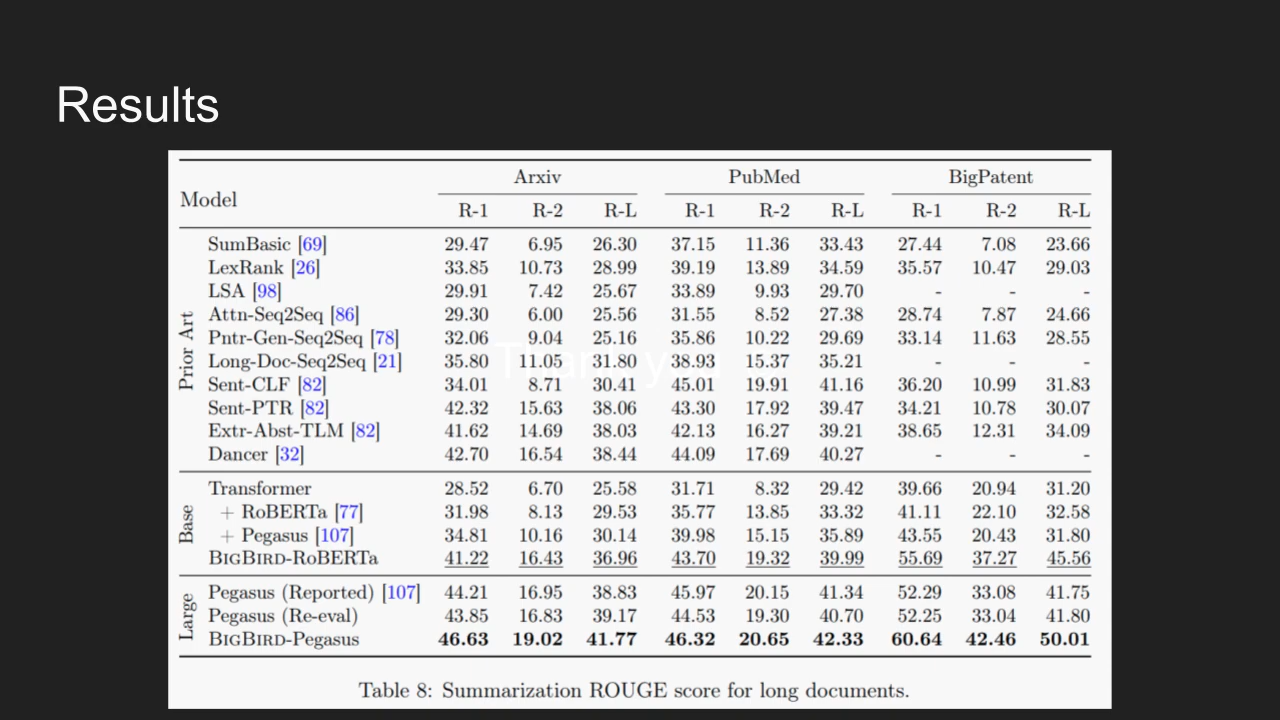 Results
Model Arxiv PubMed BigPatent
R-1 R-2 R-L R-1 R-2 R-L R-1 R-2 R-L
Prior Art
SumBasic [69] 29.47 6.95 26.30 37.15 11.36 33.43 27.44 7.08 23.66
LexRank [26] 33.85 10.73 28.99 39.19 13.89 34.59 35.57 10.47 29.03
LSA [98] 29.91 7.42 25.67 33.89 9.93 29.70 - - -
Attn-Seq2Seq [86] 29.30 6.00 25.56 31.55 8.52 27.38 28.74 7.87 24.66
Pntr-Gen-Seq2Seq [78] 32.06 9.04 25.16 35.86 10.22 29.69 33.14 11.63 28.55
Long-Doc-Seq2Seq [21] 35.80 11.05 31.80 38.93 15.37 35.21 - - -
Sent-CLF [82] 34.01 8.71 30.41 45.01 19.91 41.16 36.20 10.99 31.83
Sent-PTR [82] 42.32 15.63 38.06 43.30 17.92 39.47 34.21 10.78 30.07
Extr-Abst-TLM [82] 41.62 14.69 38.03 42.13 16.27 39.21 38.65 12.31 34.09
Dancer [32] 42.70 16.54 38.44 44.09 17.69 40.27 - - -
Base
Transformer 28.52 6.70 25.58 31.71 8.32 29.42 39.66 20.94 31.20
+ RoBERTa [77] 31.98 8.13 29.53 35.77 13.85 33.32 41.11 22.10 32.58
+ Pegasus [107] 34.81 10.16 30.14 39.98 15.15 35.89 43.55 20.43 31.80
BIGBIRD-RoBERTa 41.22 16.43 36.96 43.70 19.32 39.99 55.69 37.27 45.56
Large
Pegasus (Reported) [107] 44.21 16.95 38.83 45.97 20.15 41.34 52.29 33.08 41.75
Pegasus (Re-eval) 43.85 16.83 39.17 44.53 19.30 40.70 52.25 33.04 41.80
BIGBIRD-Pegasus 46.63 19.02 41.77 46.32 20.65 42.33 60.64 42.46 50.01
Table 8: Summarization ROUGE score for long documents.
Thank you